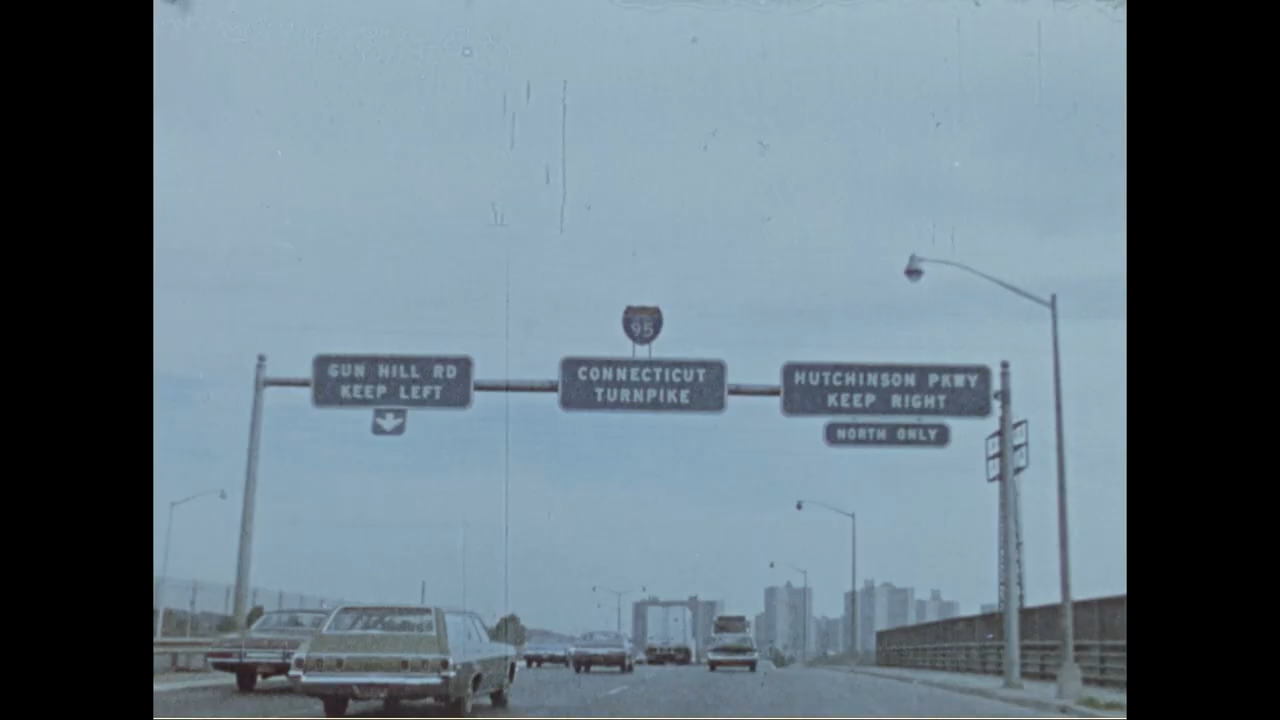 95
GUN HILL RD
KEEP LEFT
CONNECTICUT
TURNPIKE
HUTCHINSON PKWY
KEEP RIGHT
NORTH ONLY